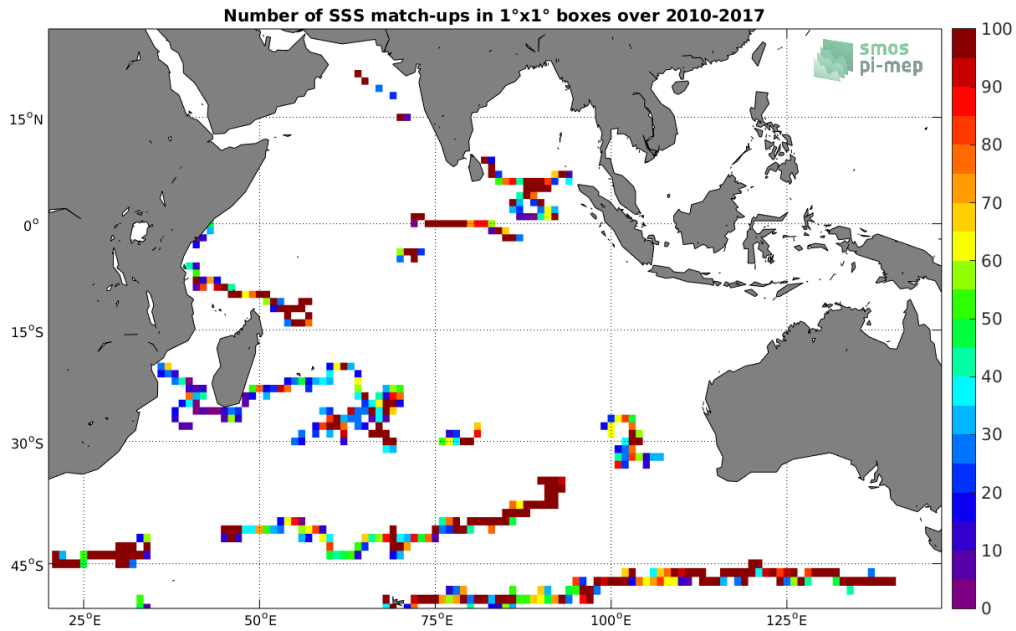 Number of SSS match-ups in 1°x1° boxes over 2010-2017
smos
pi-mep
100
90
80
70
60
50
40
30
20
10
0
15°N
0°
15°S
30°S
45°S
25°E
50°E
75°E
100°E
125°E